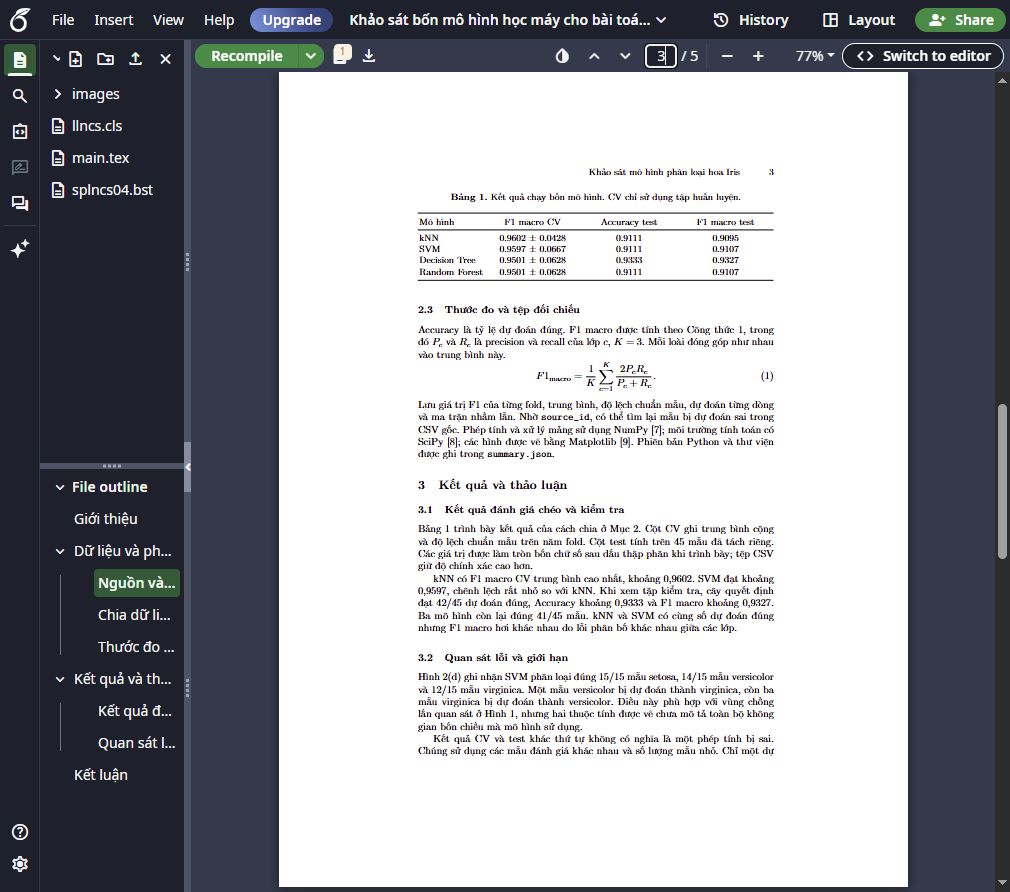 File Insert View Help Upgrade Khảo sát bốn mô hình học máy cho bài toá... History Layout Share
Recompile 1 3 / 5 77% Switch to editor
images
llncs.cls
main.tex
splncs04.bst
File outline
Giới thiệu
Dữ liệu và ph...
Nguồn và...
Chia dữ li...
Thước đo ...
Kết quả và th...
Kết quả đ...
Quan sát l...
Kết luận
Khảo sát mô hình phân loại hoa Iris 3
Bảng 1. Kết quả chạy bốn mô hình. CV chỉ sử dụng tập huấn luyện.
Mô hình F1 macro CV Accuracy test F1 macro test
kNN 0.9602 ± 0.0428 0.9111 0.9095
SVM 0.9597 ± 0.0667 0.9111 0.9107
Decision Tree 0.9501 ± 0.0628 0.9333 0.9327
Random Forest 0.9501 ± 0.0628 0.9111 0.9107
2.3 Thước đo và tệp đối chiếu
Accuracy là tỷ lệ dự đoán đúng. F1 macro được tính theo Công thức 1, trong
đó P_c và R_c là precision và recall của lớp c, K = 3. Mỗi loài đóng góp như nhau
vào trung bình này.
F1_macro = 1/K ∑_{c=1}^{K} 2P_cR_c / (P_c + R_c). (1)
Lưu giá trị F1 của từng fold, trung bình, độ lệch chuẩn mẫu, dự đoán từng dòng
và ma trận nhầm lẫn. Nhờ source_id, có thể tìm lại mẫu bị dự đoán sai trong
CSV gốc. Phép tính và xử lý mảng sử dụng NumPy [7]; môi trường tính toán có
SciPy [8]; các hình được vẽ bằng Matplotlib [9]. Phiên bản Python và thư viện
được ghi trong summary.json.
3 Kết quả và thảo luận
3.1 Kết quả đánh giá chéo và kiểm tra
Bảng 1 trình bày kết quả của cách chia ở Mục 2. Cột CV ghi trung bình cộng
và độ lệch chuẩn mẫu trên năm fold. Cột test tính trên 45 mẫu đã tách riêng.
Các giá trị được làm tròn bốn chữ số sau dấu thập phân khi trình bày; tệp CSV
giữ độ chính xác cao hơn.
kNN có F1 macro CV trung bình cao nhất, khoảng 0,9602. SVM đạt khoảng
0,9597, chênh lệch rất nhỏ so với kNN. Khi xem tập kiểm tra, cây quyết định
đạt 42/45 dự đoán đúng, Accuracy khoảng 0,9333 và F1 macro khoảng 0,9327.
Ba mô hình còn lại đúng 41/45 mẫu. kNN và SVM có cùng số dự đoán đúng
nhưng F1 macro hơi khác nhau do lỗi phân bố khác nhau giữa các lớp.
3.2 Quan sát lỗi và giới hạn
Hình 2(d) ghi nhận SVM phân loại đúng 15/15 mẫu setosa, 14/15 mẫu versicolor
và 12/15 mẫu virginica. Một mẫu versicolor bị dự đoán thành virginica, còn ba
mẫu virginica bị dự đoán thành versicolor. Điều này phù hợp với vùng chồng
lấn quan sát ở Hình 1, nhưng hai thuộc tính được vẽ chưa mô tả toàn bộ không
gian bốn chiều mà mô hình sử dụng.
Kết quả CV và test khác thứ tự không có nghĩa là một phép tính bị sai.
Chúng sử dụng các mẫu đánh giá khác nhau và số lượng mẫu nhỏ. Chỉ một dự